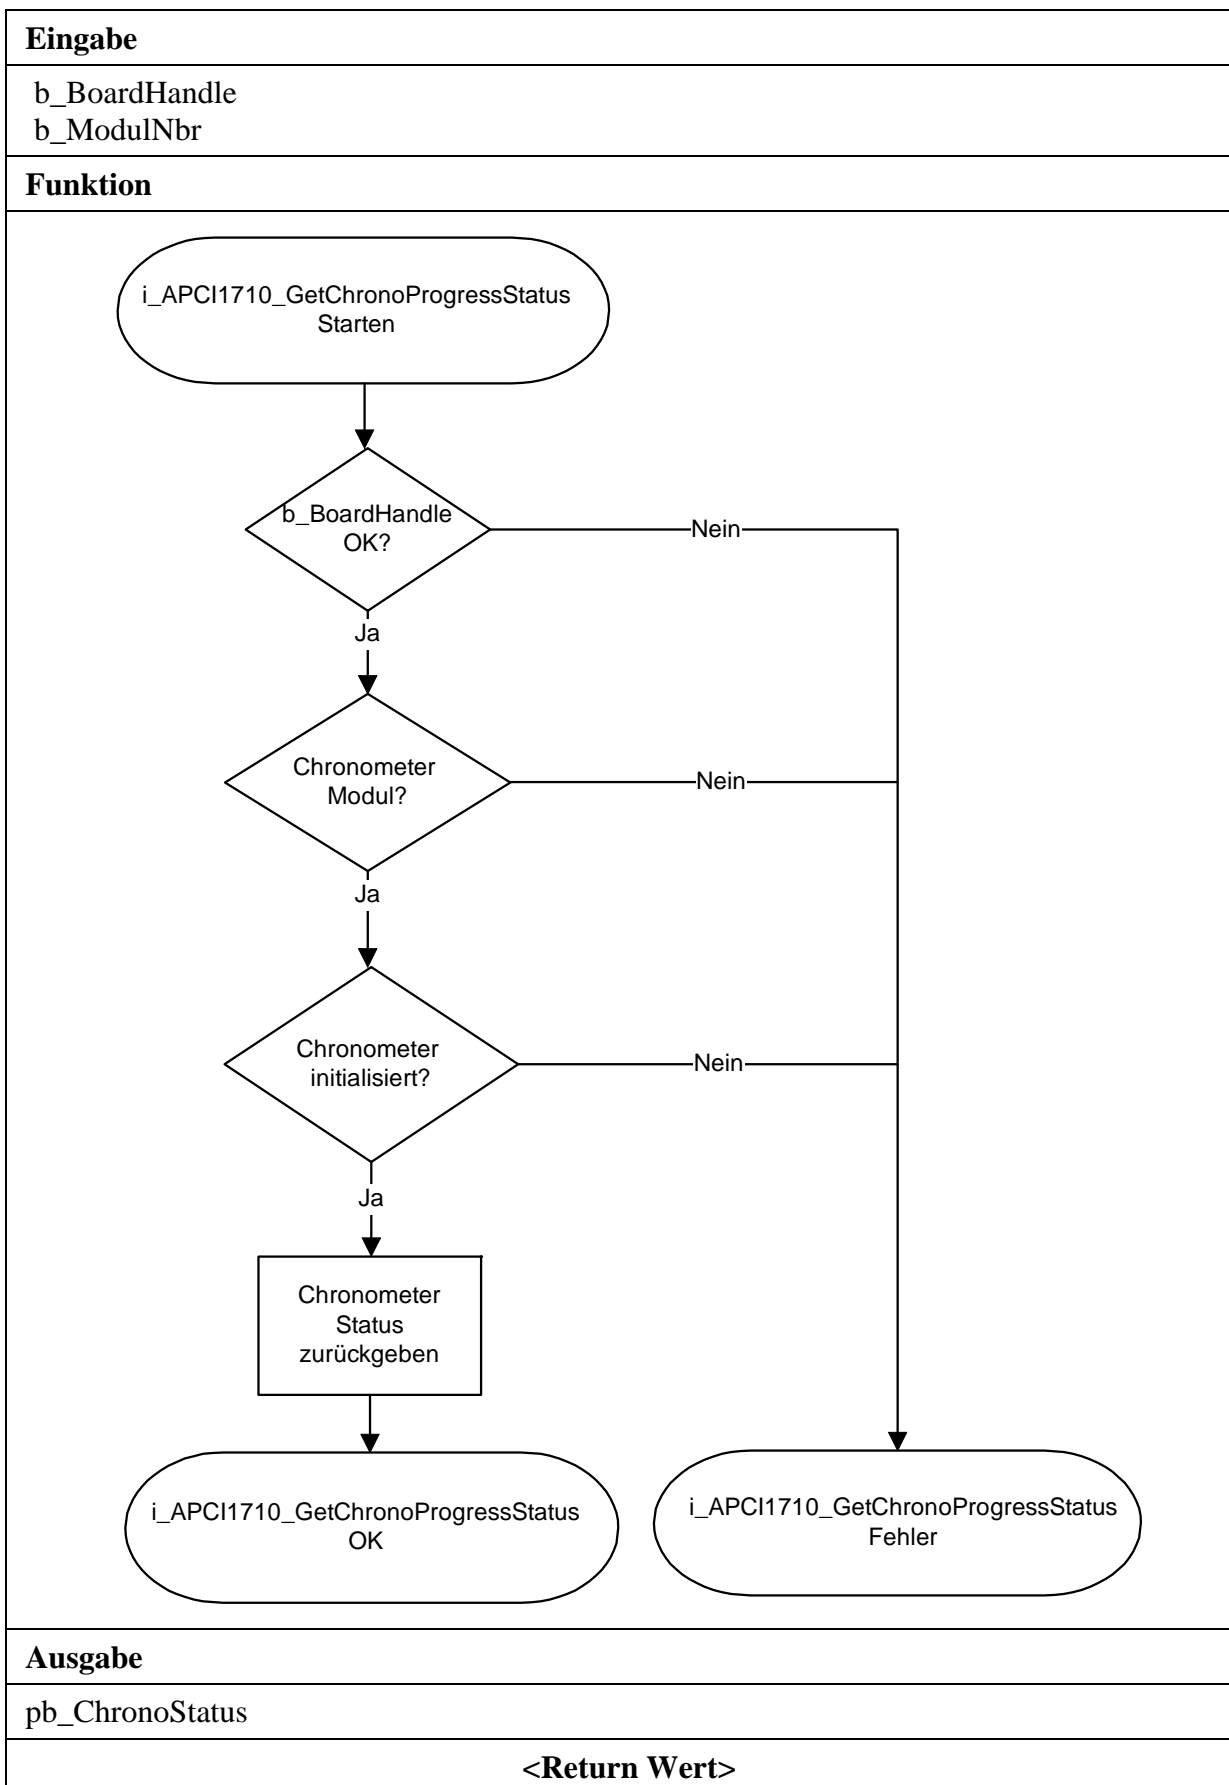 Eingabe
b_BoardHandle
b_ModulNbr
Funktion
i_APCI1710_GetChronoProgressStatus
Starten
b_BoardHandle
OK?
Nein
Ja
Chronometer
Modul?
Nein
Ja
Chronometer
initialisiert?
Nein
Ja
Chronometer
Status
zurückgeben
i_APCI1710_GetChronoProgressStatus
OK
i_APCI1710_GetChronoProgressStatus
Fehler
Ausgabe
pb_ChronoStatus
<Return Wert>